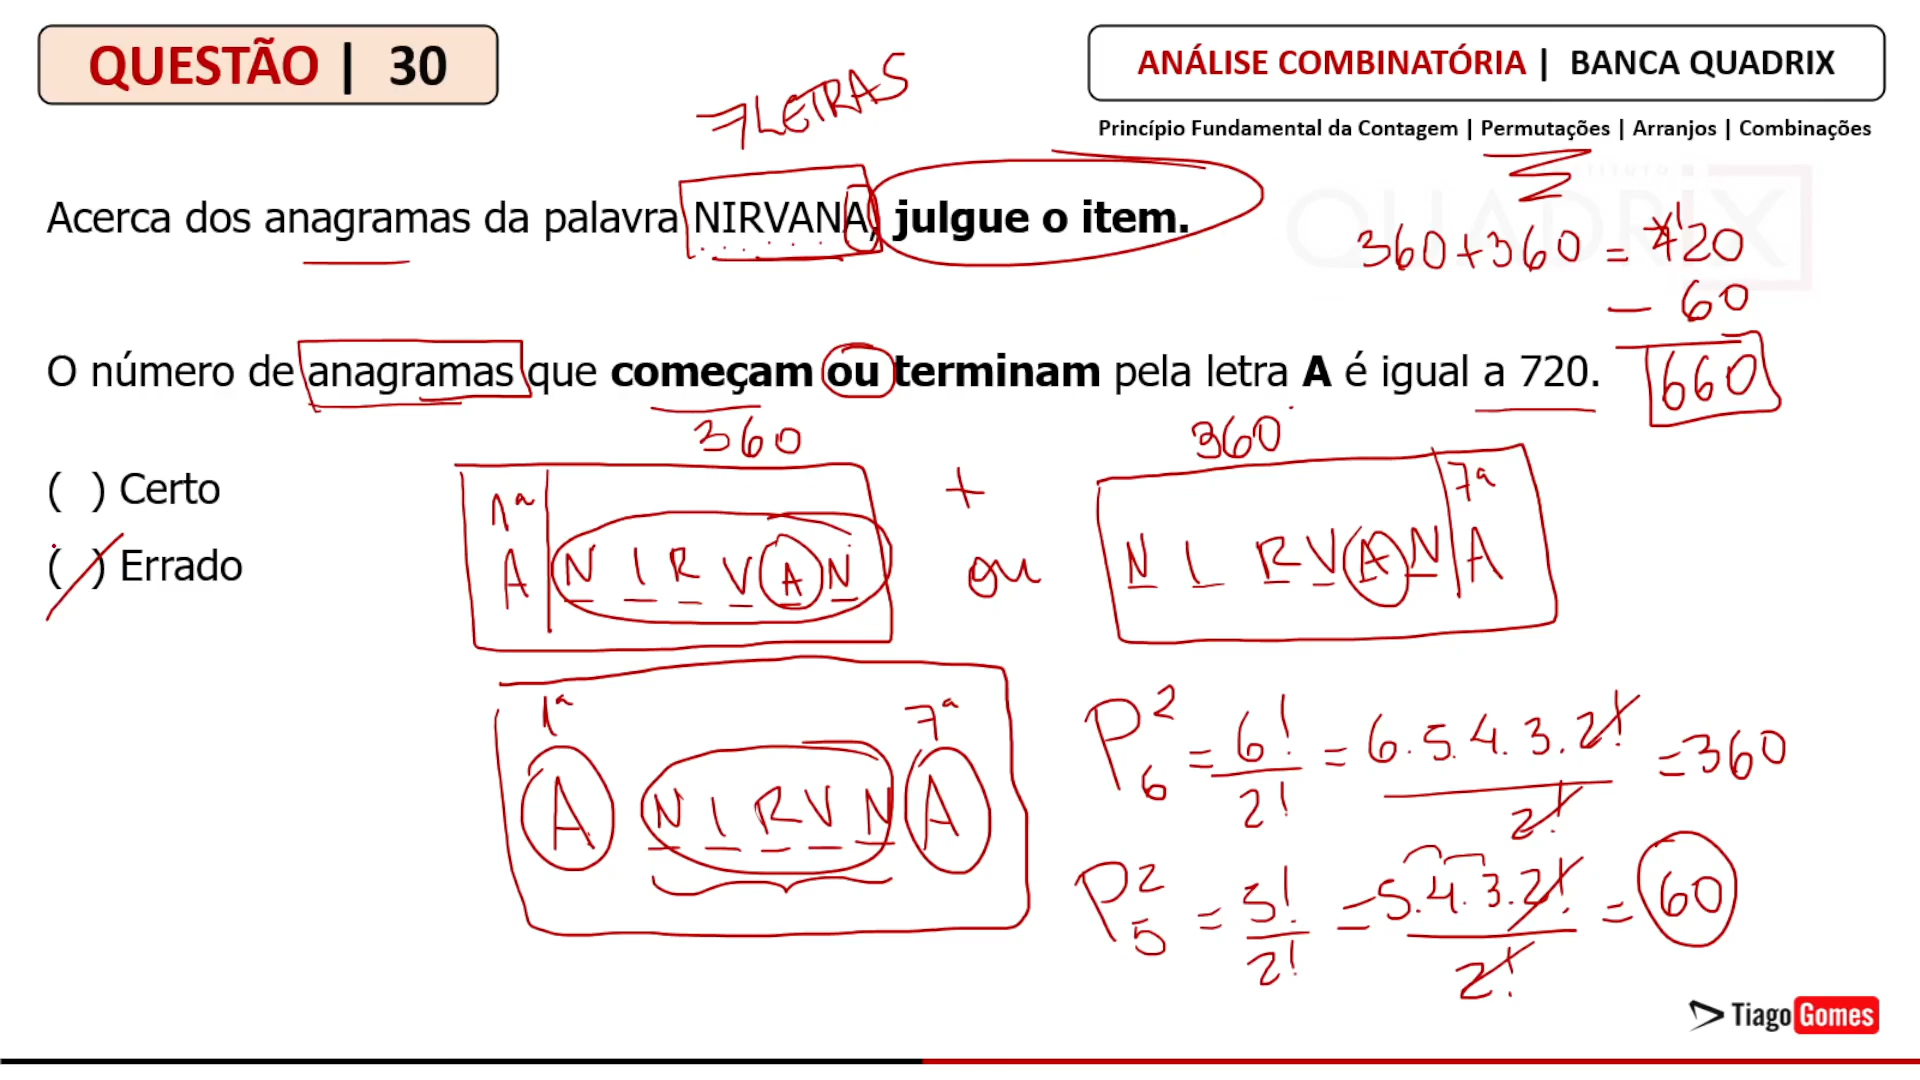 QUESTÃO | 30
ANÁLISE COMBINATÓRIA | BANCA QUADRIX
Princípio Fundamental da Contagem | Permutações | Arranjos | Combinações
7 LETRAS
Acerca dos anagramas da palavra NIRVANA, julgue o item.
QUADRIX
360+360 = 720
- 60
660
O número de anagramas que começam ou terminam pela letra A é igual a 720.
360
360
( ) Certo
( ) Errado
1ª
A N I R V A N
+
ou
7ª
N I R V A N A
1ª 7ª
A N I R V N A
P 2 6 = 6!/2! = 6.5.4.3.2!/2! = 360
P 2 5 = 5!/2! = 5.4.3.2!/2! = 60
Tiago Gomes